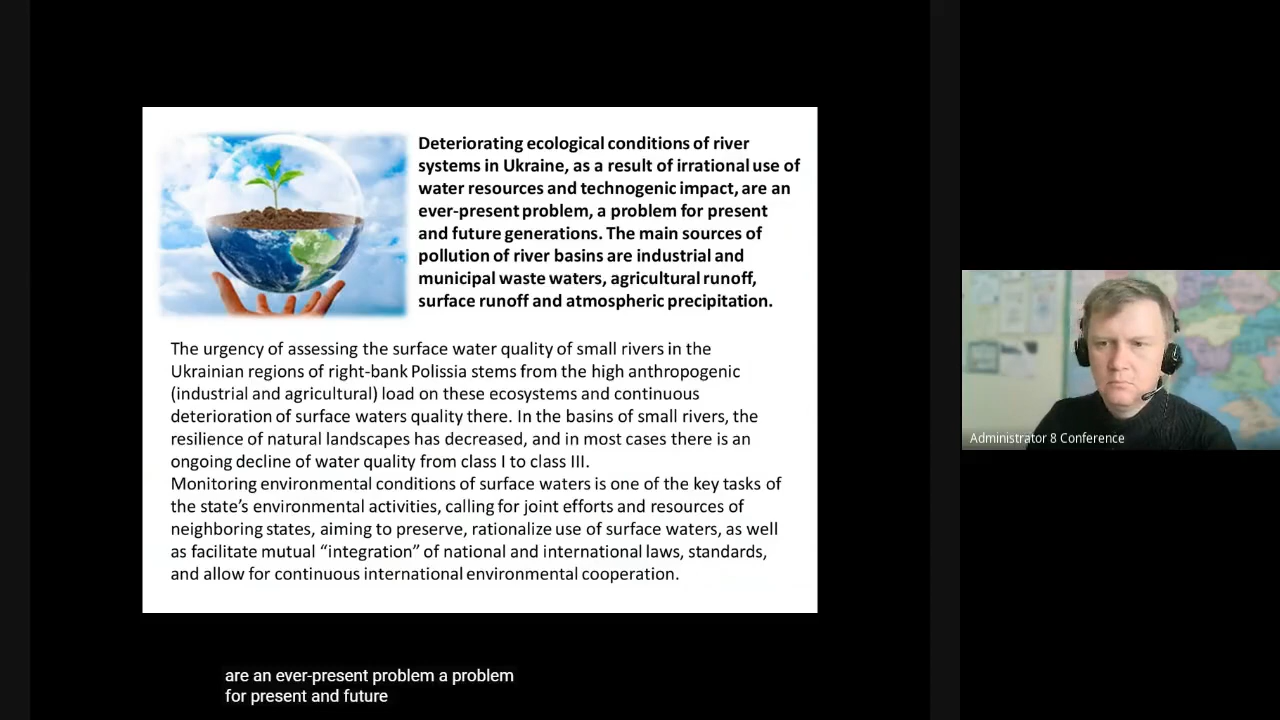 Deteriorating ecological conditions of river
systems in Ukraine, as a result of irrational use of
water resources and technogenic impact, are an
ever-present problem, a problem for present
and future generations. The main sources of
pollution of river basins are industrial and
municipal waste waters, agricultural runoff,
surface runoff and atmospheric precipitation.
The urgency of assessing the surface water quality of small rivers in the
Ukrainian regions of right-bank Polissia stems from the high anthropogenic
(industrial and agricultural) load on these ecosystems and continuous
deterioration of surface waters quality there. In the basins of small rivers, the
resilience of natural landscapes has decreased, and in most cases there is an
ongoing decline of water quality from class I to class III.
Monitoring environmental conditions of surface waters is one of the key tasks of
the state’s environmental activities, calling for joint efforts and resources of
neighboring states, aiming to preserve, rationalize use of surface waters, as well
as facilitate mutual “integration” of national and international laws, standards,
and allow for continuous international environmental cooperation.
Administrator 8 Conference
are an ever-present problem a problem
for present and future